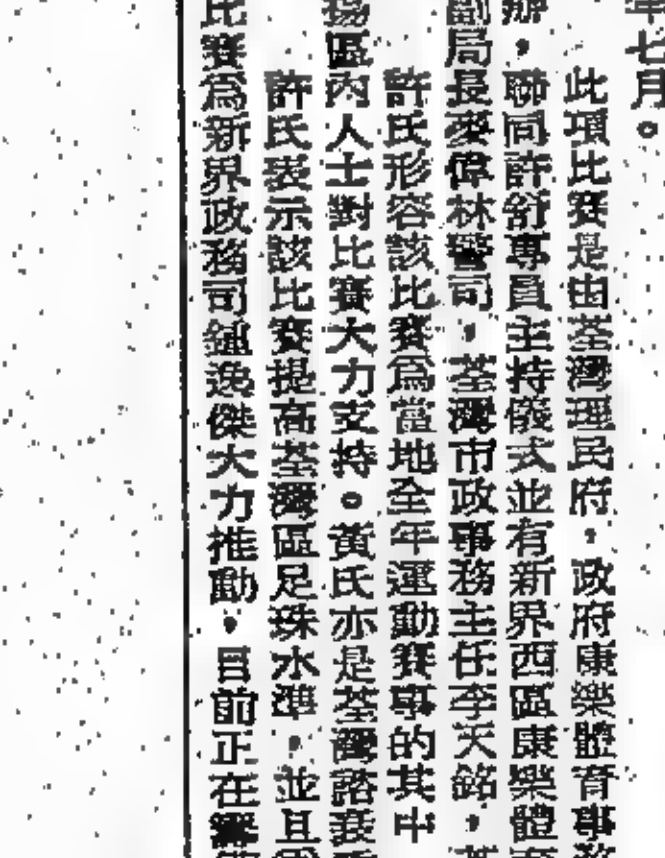 年七月。
此項比賽是由荃灣理民府,政府康樂體育事
辦,聯同許衍專員主持儀式並有新界西區康樂體
副局長麥偉林警司,荃灣市政事務主任李天銘,
許氏形容該比賽為當地全年運動賽事的其中
區內人士對比賽大力支持。黃氏亦是荃灣諮
許氏表示該比賽提高荃灣區足球水準,並且
比賽爲新界政務司鍾逸傑大力推動,目前正在